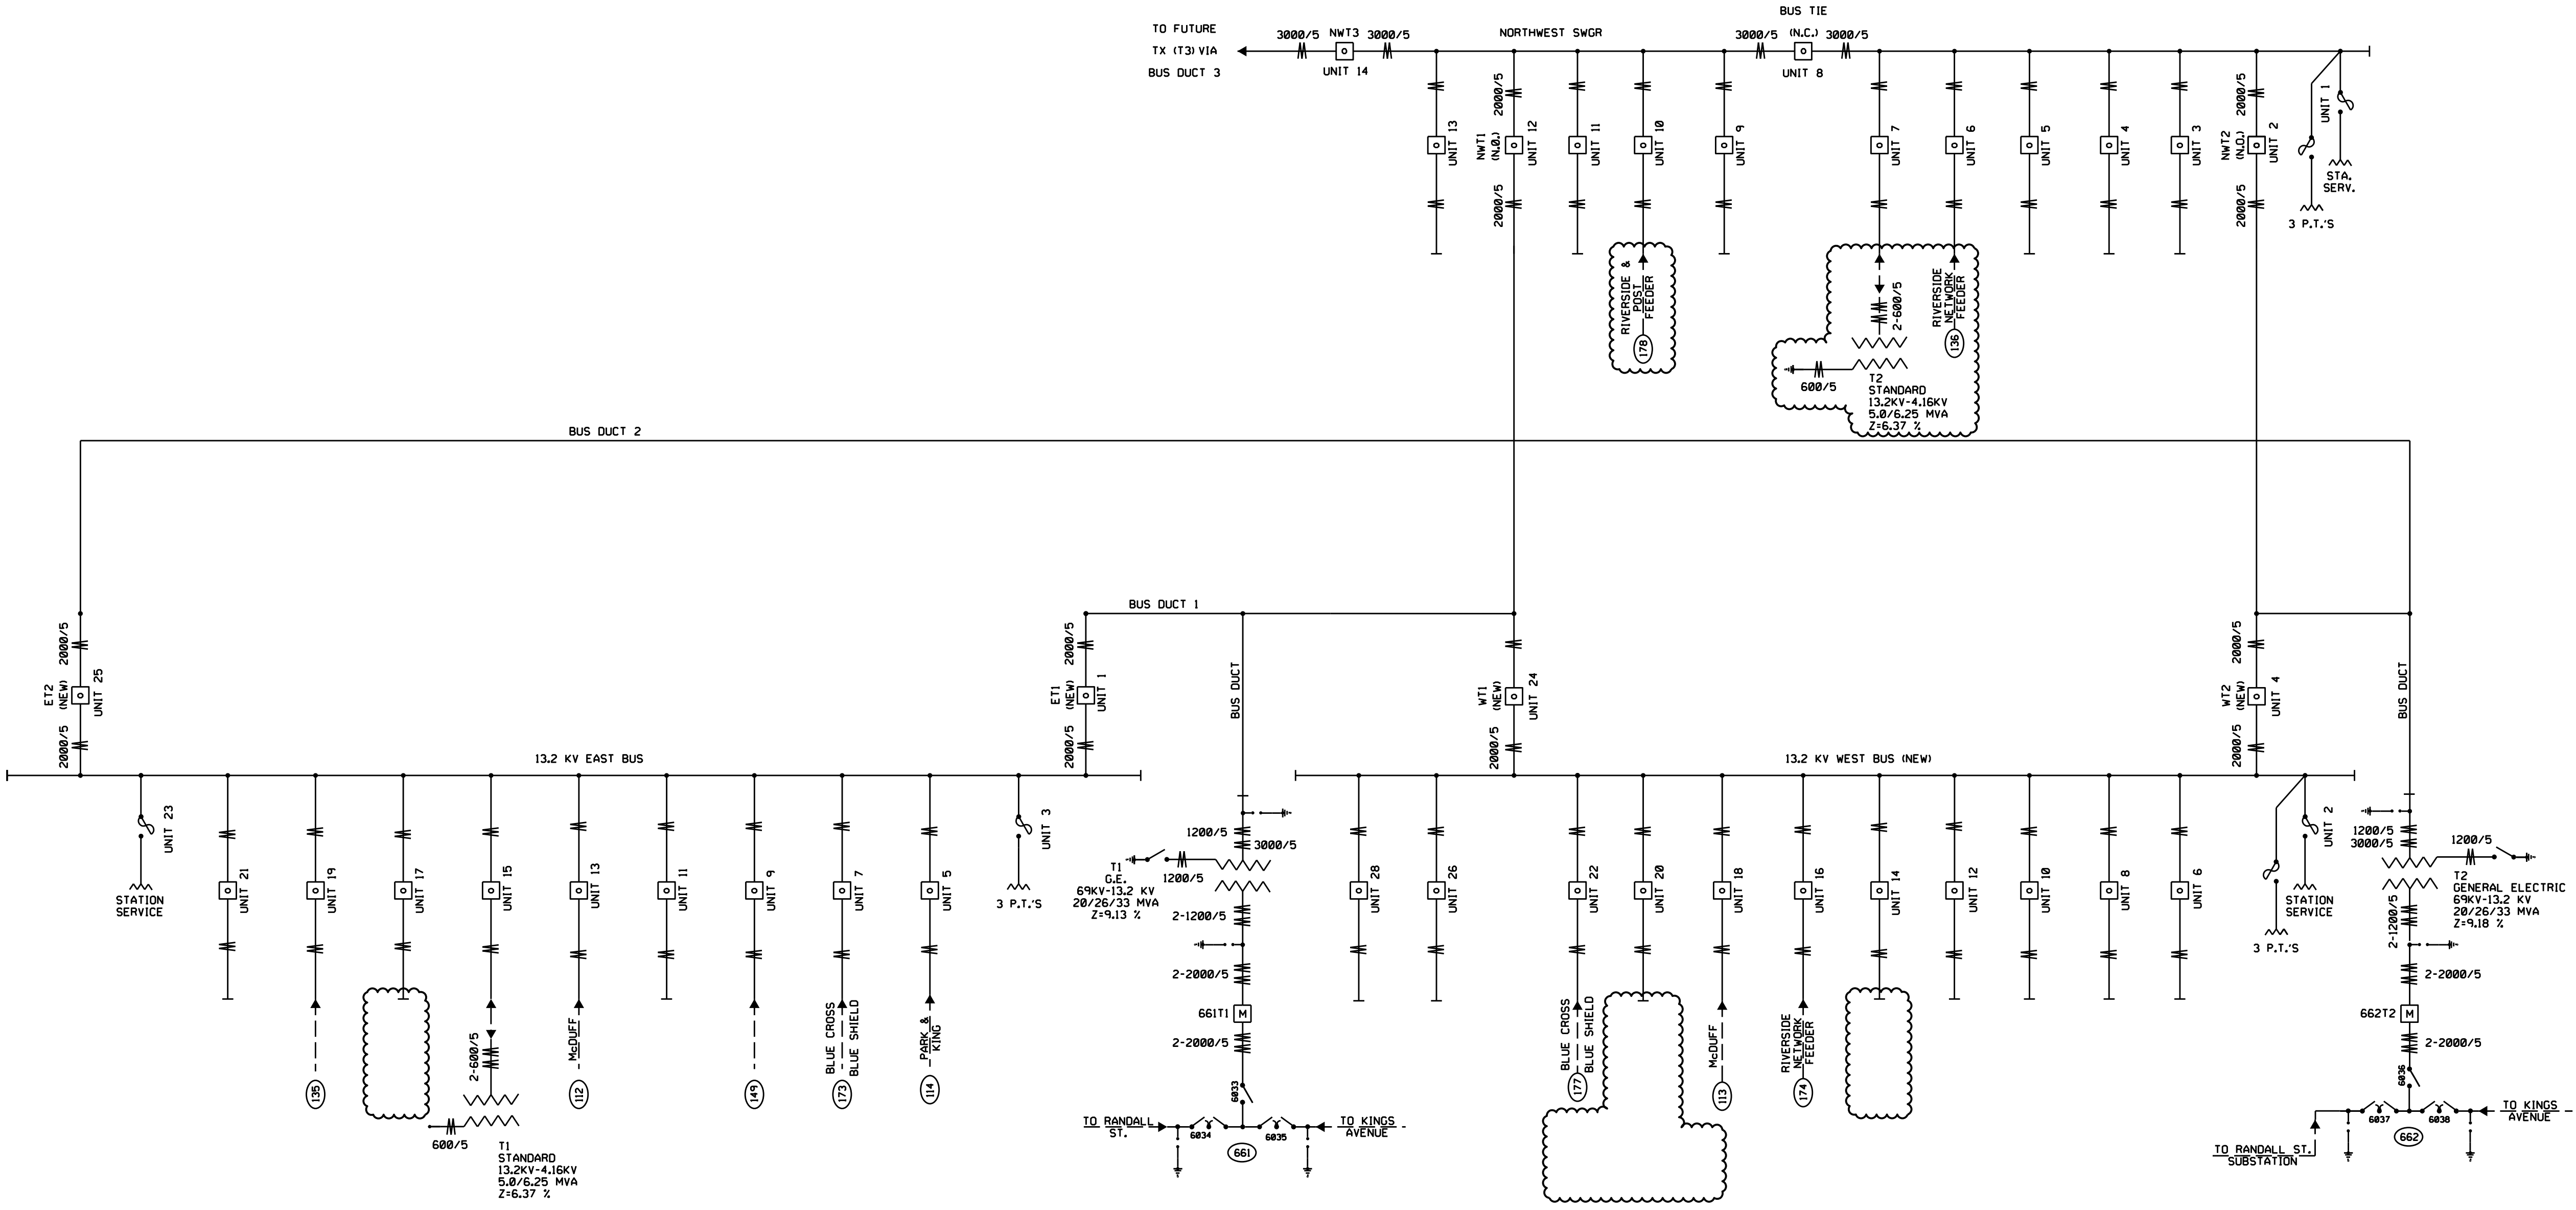 BUS TIE
TO FUTURE
TX (T3) VIA
BUS DUCT 3
3000/5
NWT3
3000/5
UNIT 14
NORTHWEST SWGR
3000/5
(N.C.)
3000/5
UNIT 8
UNIT 13
2000/5
NWT1
(N.O.)
UNIT 12
2000/5
UNIT 11
UNIT 10
UNIT 9
UNIT 7
UNIT 6
UNIT 5
UNIT 4
UNIT 3
2000/5
NWT2
(N.O.)
UNIT 2
2000/5
UNIT 1
STA.
SERV.
3 P.T.'S
RIVERSIDE &
POST
FEEDER
178
2-600/5
RIVERSIDE
NETWORK
FEEDER
136
600/5
T2
STANDARD
13.2KV-4.16KV
5.0/6.25 MVA
Z=6.37 %
BUS DUCT 2
BUS DUCT 1
2000/5
ET2
(NEW)
UNIT 25
2000/5
2000/5
ET1
(NEW)
UNIT 1
2000/5
BUS DUCT
WT1
(NEW)
UNIT 24
2000/5
2000/5
WT2
(NEW)
UNIT 4
2000/5
BUS DUCT
13.2 KV EAST BUS
13.2 KV WEST BUS (NEW)
UNIT 23
STATION
SERVICE
UNIT 21
UNIT 19
UNIT 17
UNIT 15
UNIT 13
UNIT 11
UNIT 9
UNIT 7
UNIT 5
UNIT 3
3 P.T.'S
1200/5
3000/5
1200/5
T1
G.E.
69KV-13.2 KV
20/26/33 MVA
Z=9.13 %
2-1200/5
2-2000/5
661T1
M
2-2000/5
6033
TO RANDALL
ST.
6034
6035
TO KINGS
AVENUE
661
135
2-600/5
600/5
T1
STANDARD
13.2KV-4.16KV
5.0/6.25 MVA
Z=6.37 %
McDUFF
112
149
BLUE CROSS
BLUE SHIELD
173
PARK &
KING
114
UNIT 28
UNIT 26
UNIT 22
UNIT 20
UNIT 18
UNIT 16
UNIT 14
UNIT 12
UNIT 10
UNIT 8
UNIT 6
UNIT 2
STATION
SERVICE
3 P.T.'S
BLUE CROSS
BLUE SHIELD
177
McDUFF
113
RIVERSIDE
NETWORK
FEEDER
174
1200/5
3000/5
1200/5
T2
GENERAL ELECTRIC
69KV-13.2 KV
20/26/33 MVA
Z=9.18 %
2-1200/5
2-2000/5
662T2
M
2-2000/5
6036
6037
6038
TO KINGS
AVENUE
662
TO RANDALL ST.
SUBSTATION